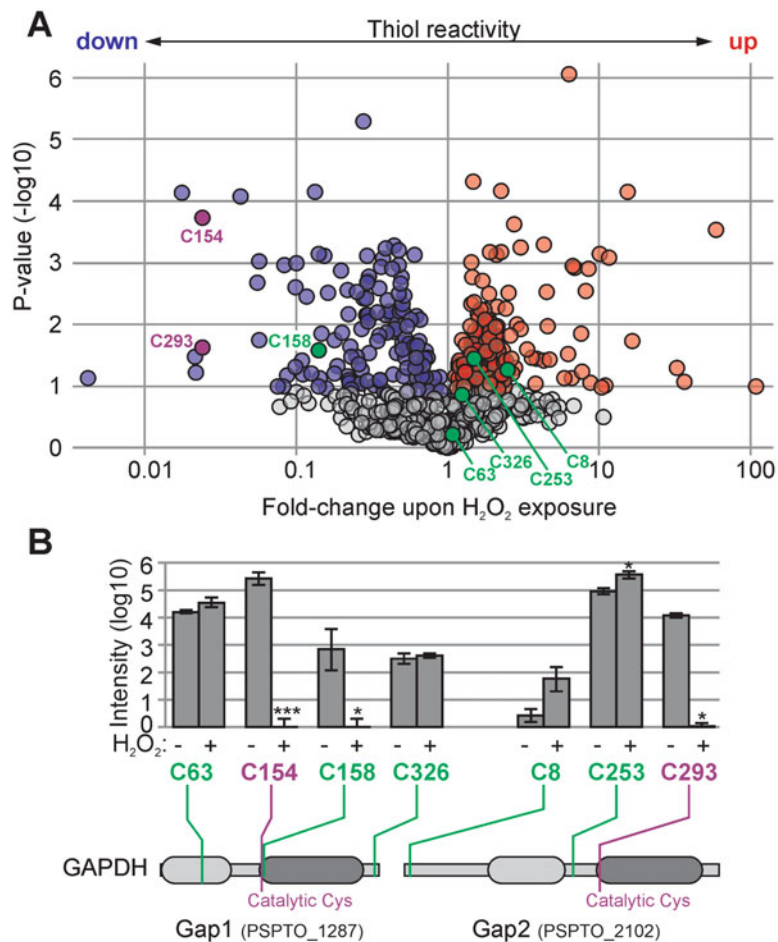 A
down Thiol reactivity up
P-value (-log10)
6
5
4
3
2
1
0
C154
C293
C158
C63
C326
C253
C8
0.01 0.1 1 10 100
Fold-change upon H₂O₂ exposure
B
Intensity (log10)
6
5
4
3
2
1
0
*** * * *
H₂O₂: - + - + - + - + - + - + - +
C63 C154 C158 C326 C8 C253 C293
GAPDH
Catalytic Cys Catalytic Cys
Gap1 (PSPTO_1287) Gap2 (PSPTO_2102)